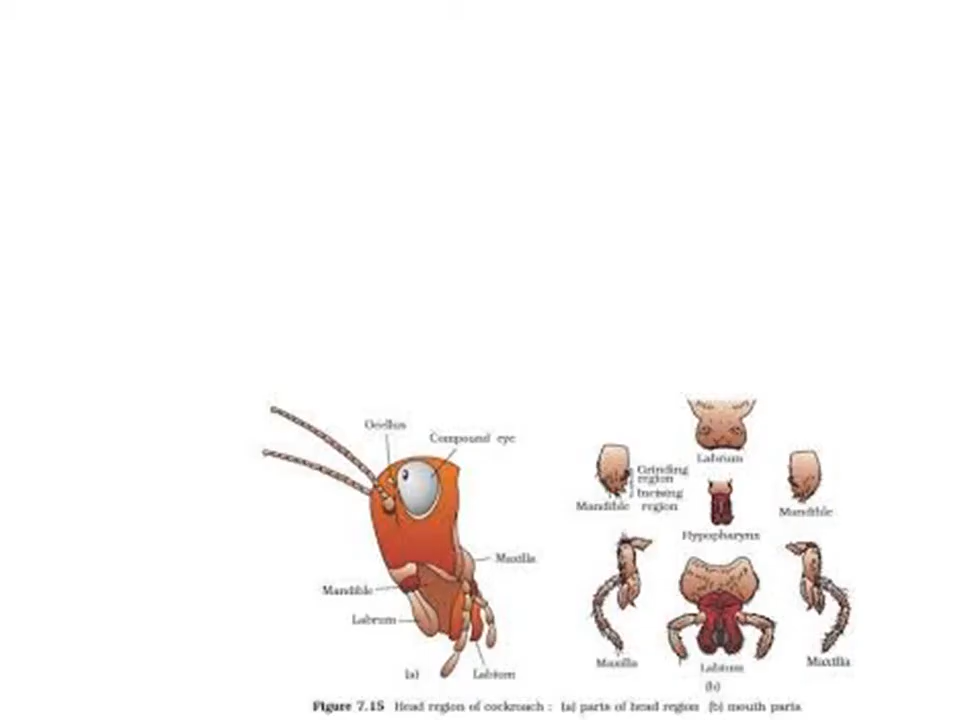 Ocellus
Compound eye
Maxilla
Mandible
Labrum
(a)
Labium
Labrum
Grinding
region
Incising
region
Mandible
Mandible
Hypopharynx
Maxilla
Labium
Maxilla
(b)
Figure 7.15 Head region of cockroach : (a) parts of head region (b) mouth parts